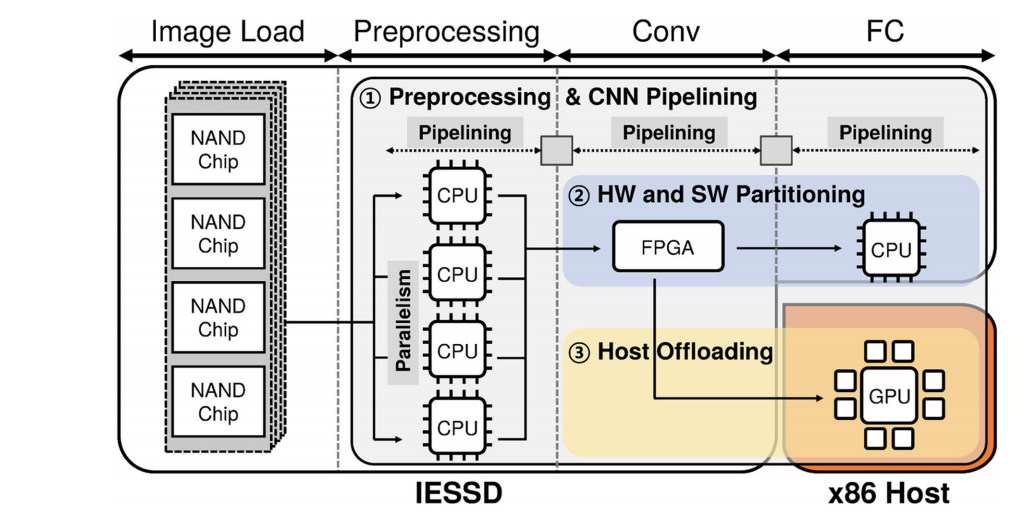 Image Load
Preprocessing
Conv
FC
① Preprocessing & CNN Pipelining
Pipelining
Pipelining
Pipelining
NAND
Chip
NAND
Chip
NAND
Chip
NAND
Chip
Parallelism
CPU
CPU
CPU
CPU
② HW and SW Partitioning
FPGA
CPU
③ Host Offloading
GPU
IESSD
x86 Host